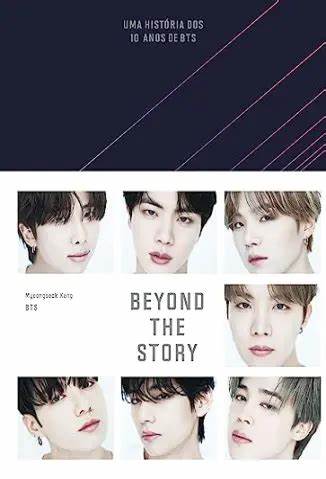 UMA HISTÓRIA DOS
10 ANOS DE BTS
Myeongseok Kang
BTS
BEYOND
THE
STORY